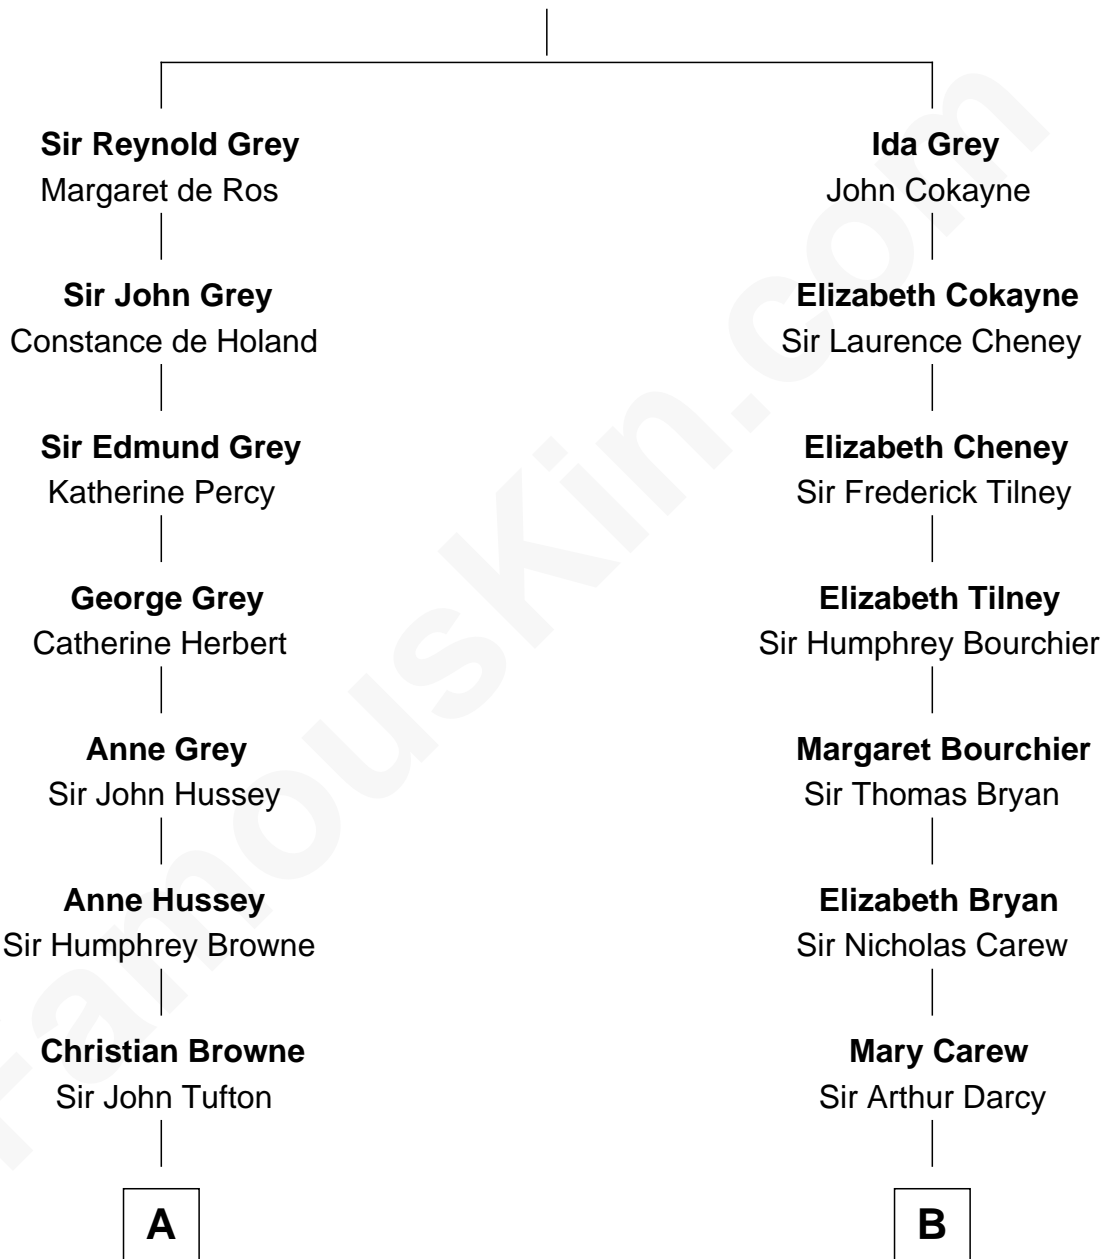 Sir Reynold Grey
Margaret de Ros
Sir John Grey
Constance de Holand
Sir Edmund Grey
Katherine Percy
George Grey
Catherine Herbert
Anne Grey
Sir John Hussey
Anne Hussey
Sir Humphrey Browne
Christian Browne
Sir John Tufton
A
Ida Grey
John Cokayne
Elizabeth Cokayne
Sir Laurence Cheney
Elizabeth Cheney
Sir Frederick Tilney
Elizabeth Tilney
Sir Humphrey Bourchier
Margaret Bourchier
Sir Thomas Bryan
Elizabeth Bryan
Sir Nicholas Carew
Mary Carew
Sir Arthur Darcy
B
FamousKin.com